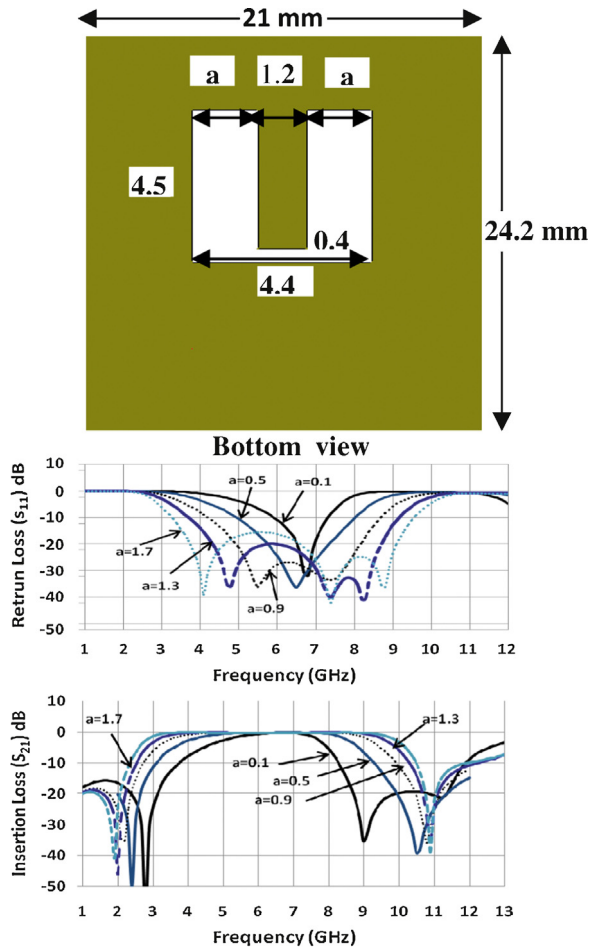 21 mm
a 1.2 a
4.5
24.2 mm
0.4
4.4
Bottom view
Retrun Loss (s11) dB
10
0
-10
-20
-30
-40
-50
a=0.5
a=0.1
a=1.7
a=1.3
a=0.9
1 2 3 4 5 6 7 8 9 10 11 12
Frequency (GHz)
Insertion Loss (S21) dB
10
0
-10
-20
-30
-40
-50
a=1.7
a=1.3
a=0.1
a=0.5
a=0.9
1 2 3 4 5 6 7 8 9 10 11 12 13
Frequency (GHz)